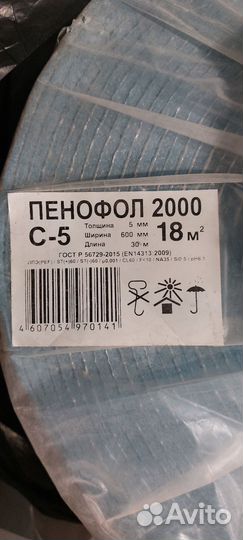 ПЕНОФОЛ 2000
С-5
Толщина 5 мм
Ширина 600 мм
Длина 30 м
18 м²
ГОСТ Р 56729-2015 (EN14313:2009)
4 607054 970141
Avito